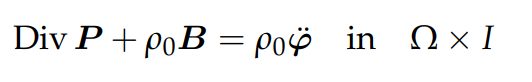 Div P + ρ₀B = ρ₀φ̈ in Ω × I